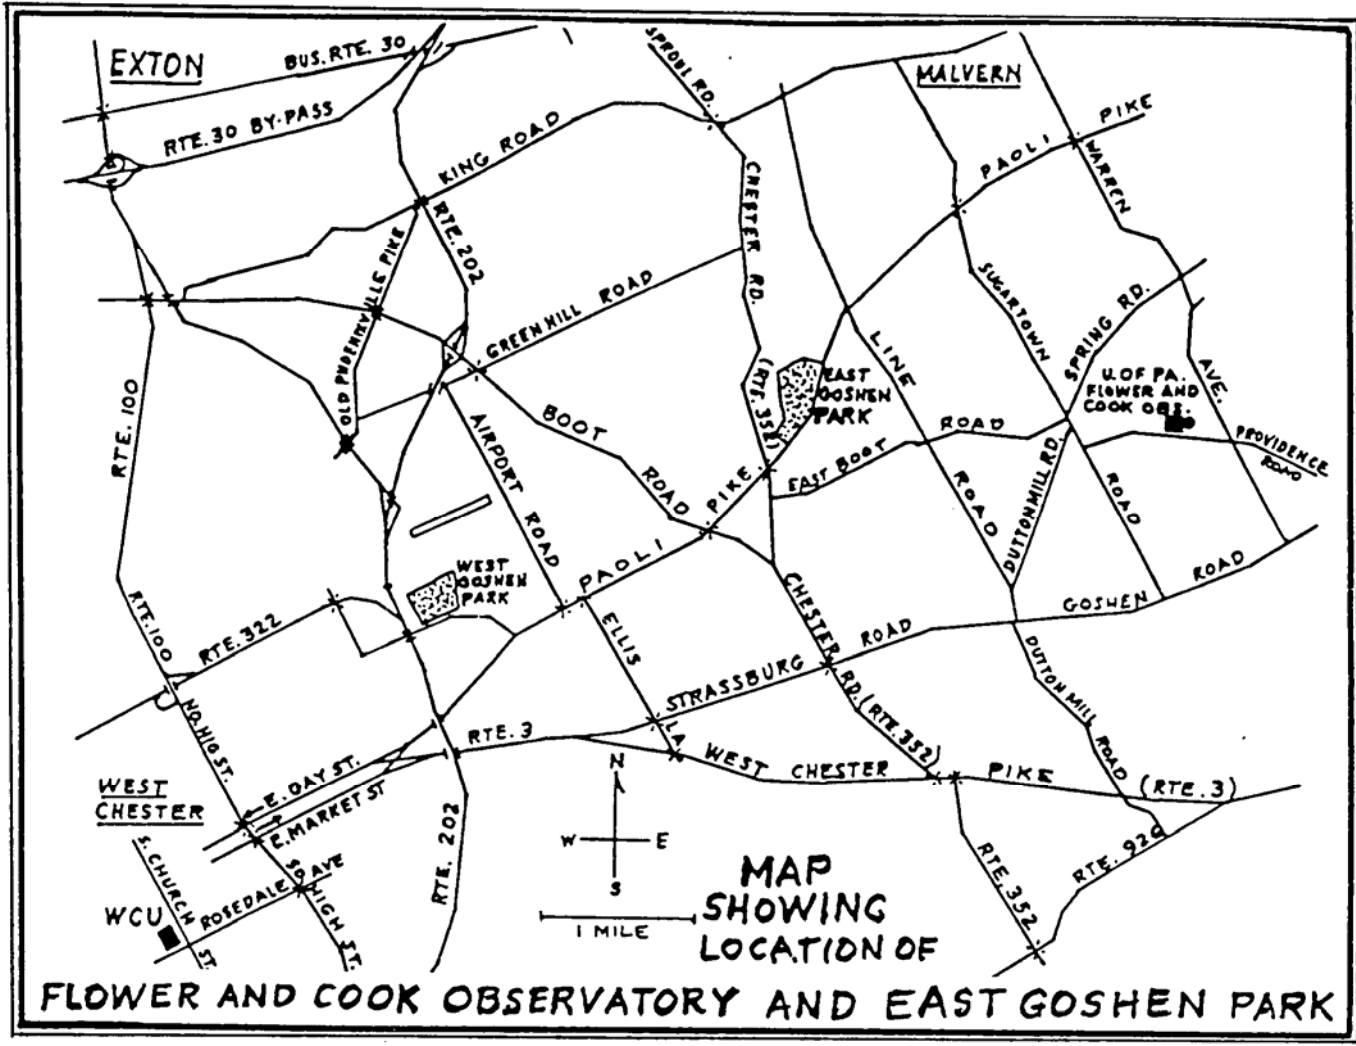 EXTON
BUS. RTE. 30
RTE. 30 BY-PASS
KING ROAD
SPROUL RD.
MALVERN
PAOLI PIKE
WARREN AVE.
OLD PHOENIXVILLE PIKE
RTE. 202
CHESTER RD. (RTE. 352)
GREEN HILL ROAD
SUGARTOWN ROAD
SPRING RD.
LINE ROAD
EAST
GOSHEN
PARK
U. OF PA.
FLOWER AND
COOK OBS.
RTE. 100
AIRPORT ROAD
BOOT ROAD
EAST BOOT ROAD
DUTTON MILL RD.
PROVIDENCE
ROAD
PAOLI PIKE
WEST
GOSHEN
PARK
RTE. 100
RTE. 322
ELLIS LA
CHESTER RD. (RTE. 352)
STRASSBURG ROAD
GOSHEN ROAD
DUTTON MILL ROAD
NO. HIG ST.
RTE. 3
WEST CHESTER PIKE (RTE. 3)
WEST
CHESTER
E. DAY ST.
E. MARKET ST
RTE. 202
N
W E
S
1 MILE
S. CHURCH ST.
ROSEDALE AVE
SO. HIGH ST.
WCU
RTE. 352
RTE. 926
MAP
SHOWING
LOCATION OF
FLOWER AND COOK OBSERVATORY AND EAST GOSHEN PARK